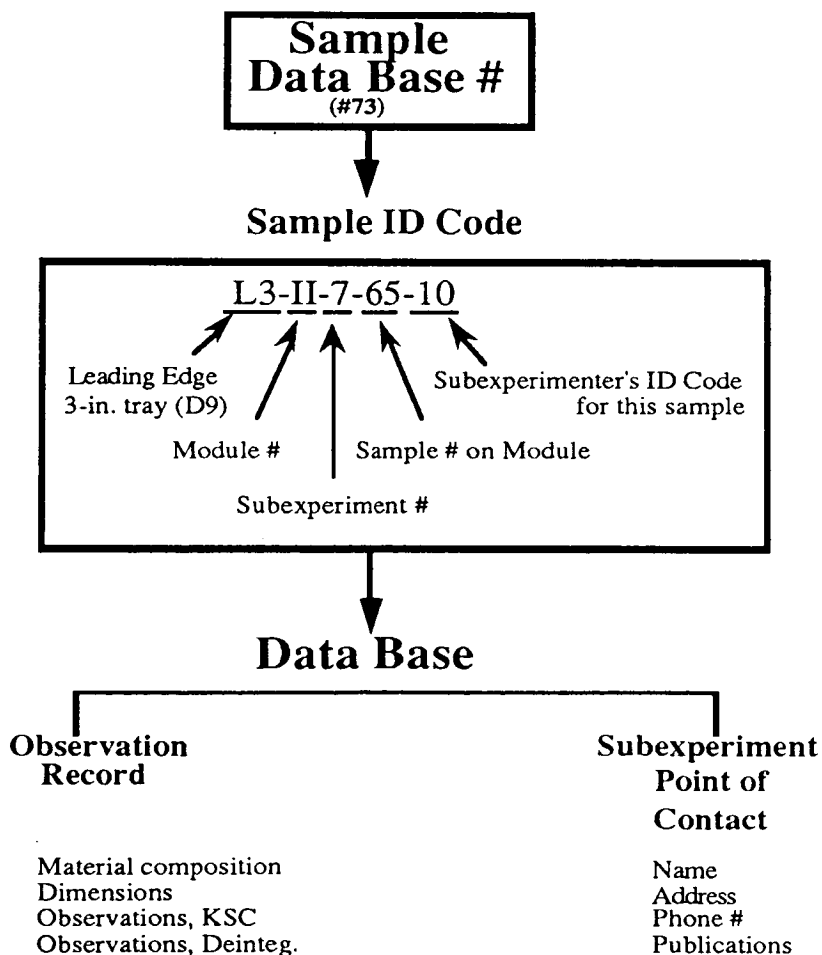 Sample
Data Base #
(#73)
Sample ID Code
L3-II-7-65-10
Leading Edge
3-in. tray (D9)
Subexperimenter's ID Code
for this sample
Module #
Sample # on Module
Subexperiment #
Data Base
Observation
Record
Subexperiment
Point of
Contact
Material composition
Dimensions
Observations, KSC
Observations, Deinteg.
Name
Address
Phone #
Publications